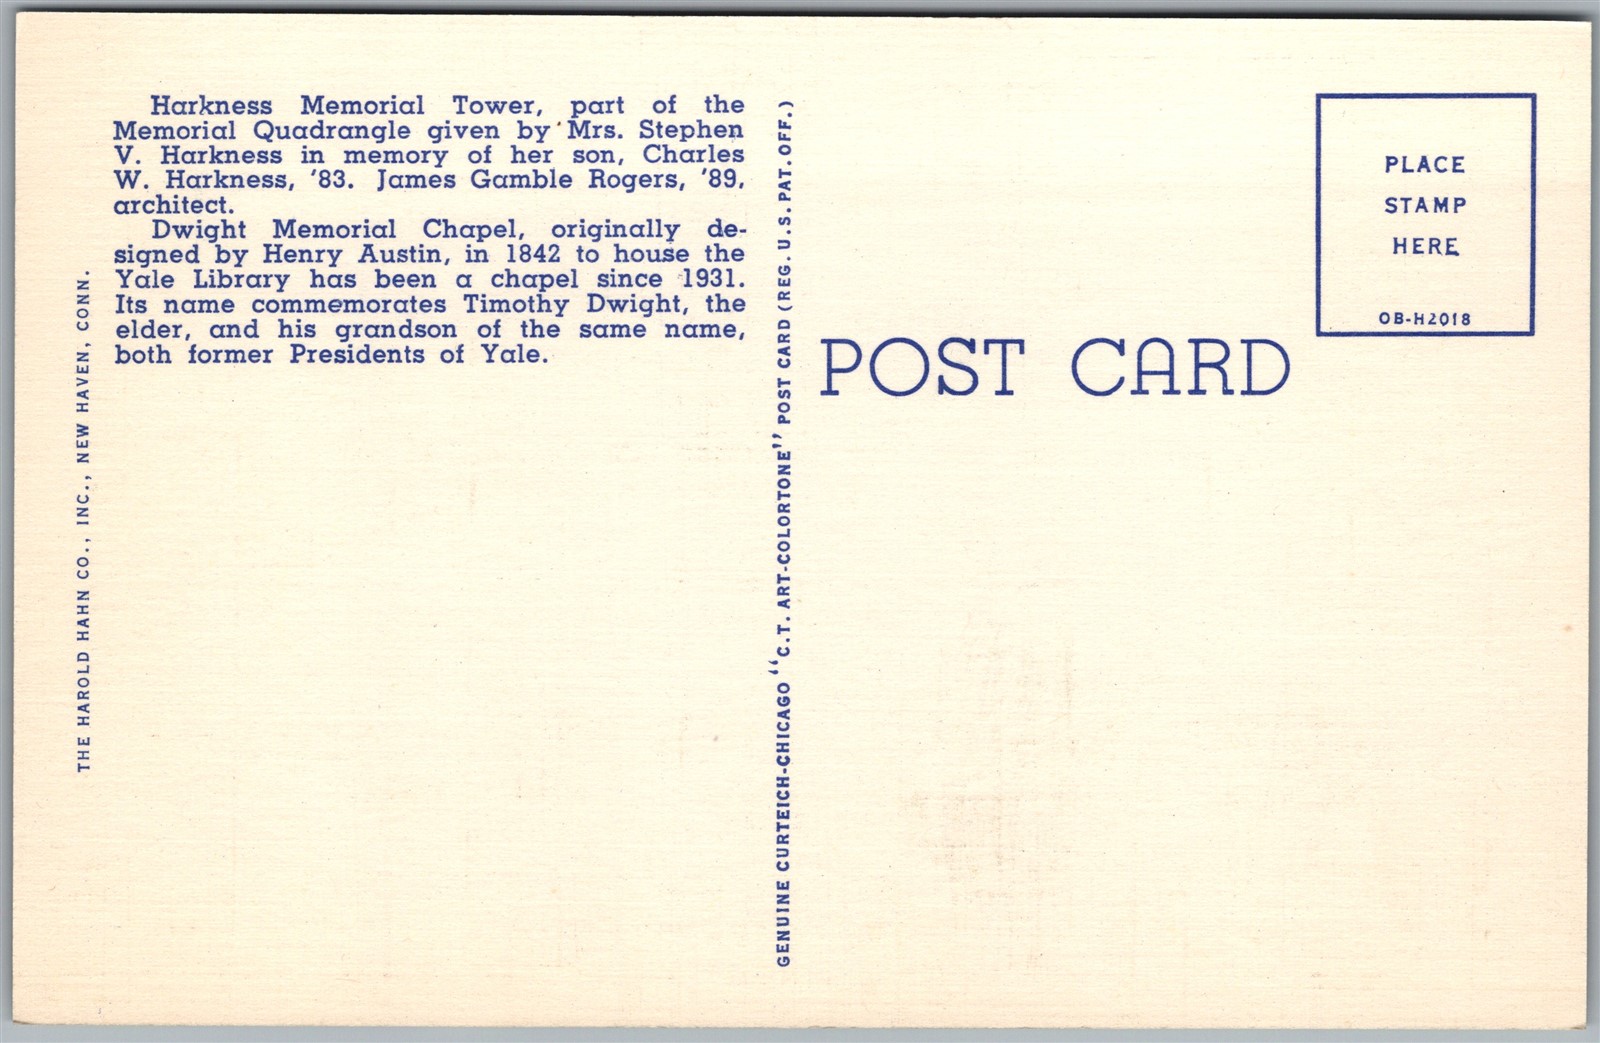 Harkness Memorial Tower, part of the
Memorial Quadrangle given by Mrs. Stephen
V. Harkness in memory of her son, Charles
W. Harkness, '83. James Gamble Rogers, '89,
architect.
Dwight Memorial Chapel, originally de-
signed by Henry Austin, in 1842 to house the
Yale Library has been a chapel since 1931.
Its name commemorates Timothy Dwight, the
elder, and his grandson of the same name,
both former Presidents of Yale.
THE HAROLD HAHN CO., INC., NEW HAVEN, CONN.
GENUINE CURTEICH-CHICAGO "C.T. ART-COLORTONE" POST CARD (REG. U.S. PAT. OFF.)
POST CARD
PLACE
STAMP
HERE
OB-H2018